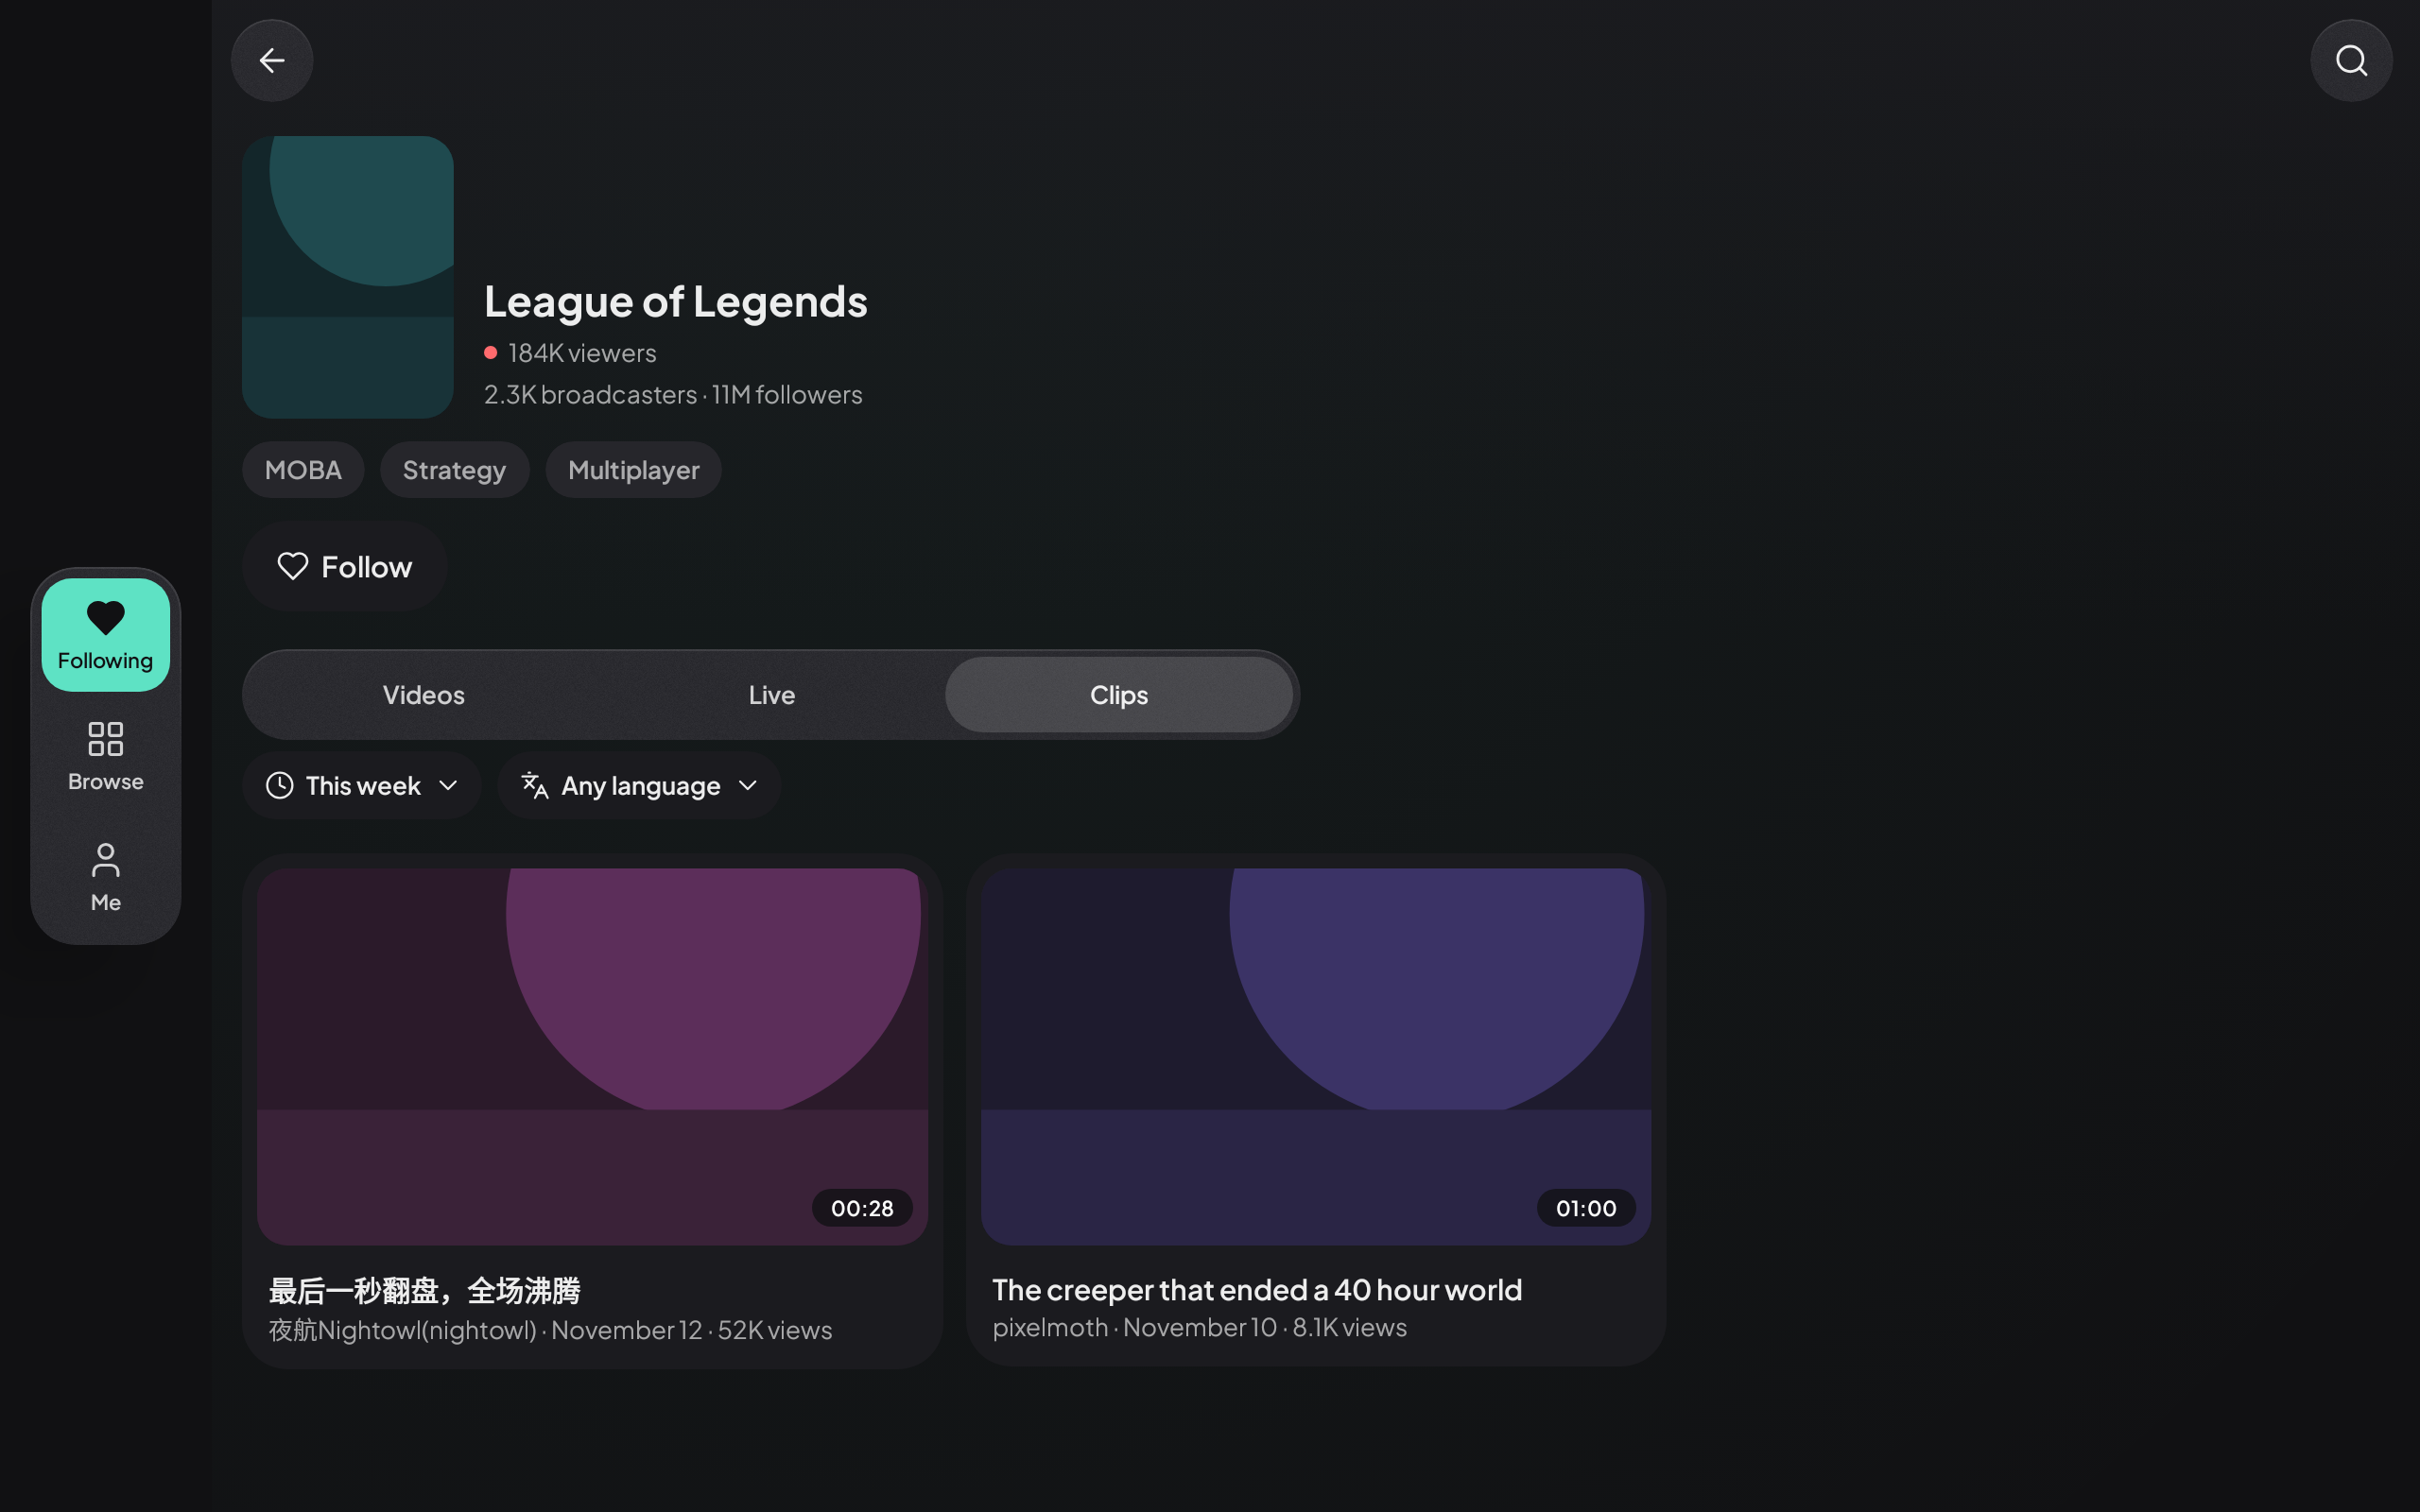 League of Legends
184K viewers
2.3K broadcasters · 11M followers
MOBA
Strategy
Multiplayer
Follow
Following
Browse
Me
Videos
Live
Clips
This week
Any language
00:28
01:00
最后一秒翻盘，全场沸腾
夜航Nightowl(nightowl) · November 12 · 52K views
The creeper that ended a 40 hour world
pixelmoth · November 10 · 8.1K views